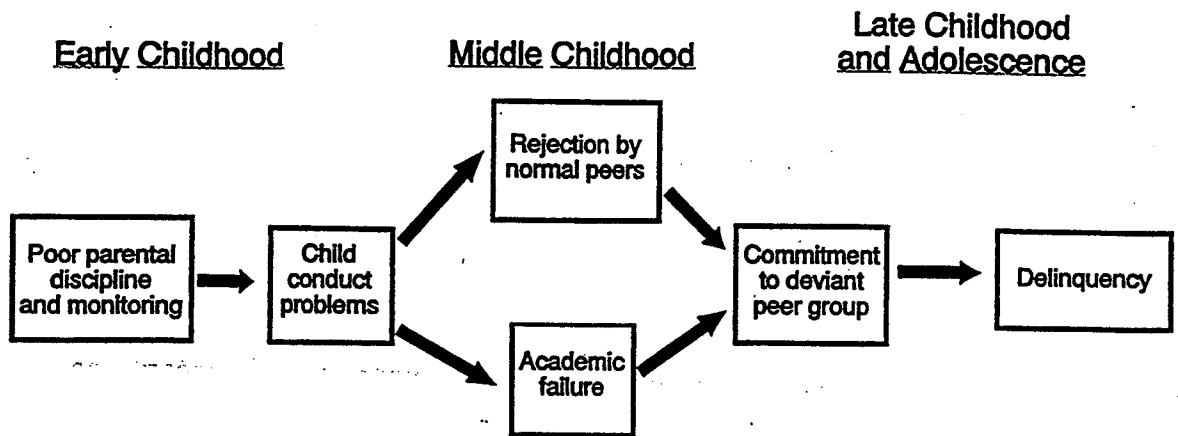 Early Childhood
Middle Childhood
Late Childhood
and Adolescence
Poor parental
discipline
and monitoring
Child
conduct
problems
Rejection by
normal peers
Academic
failure
Commitment
to deviant
peer group
Delinquency